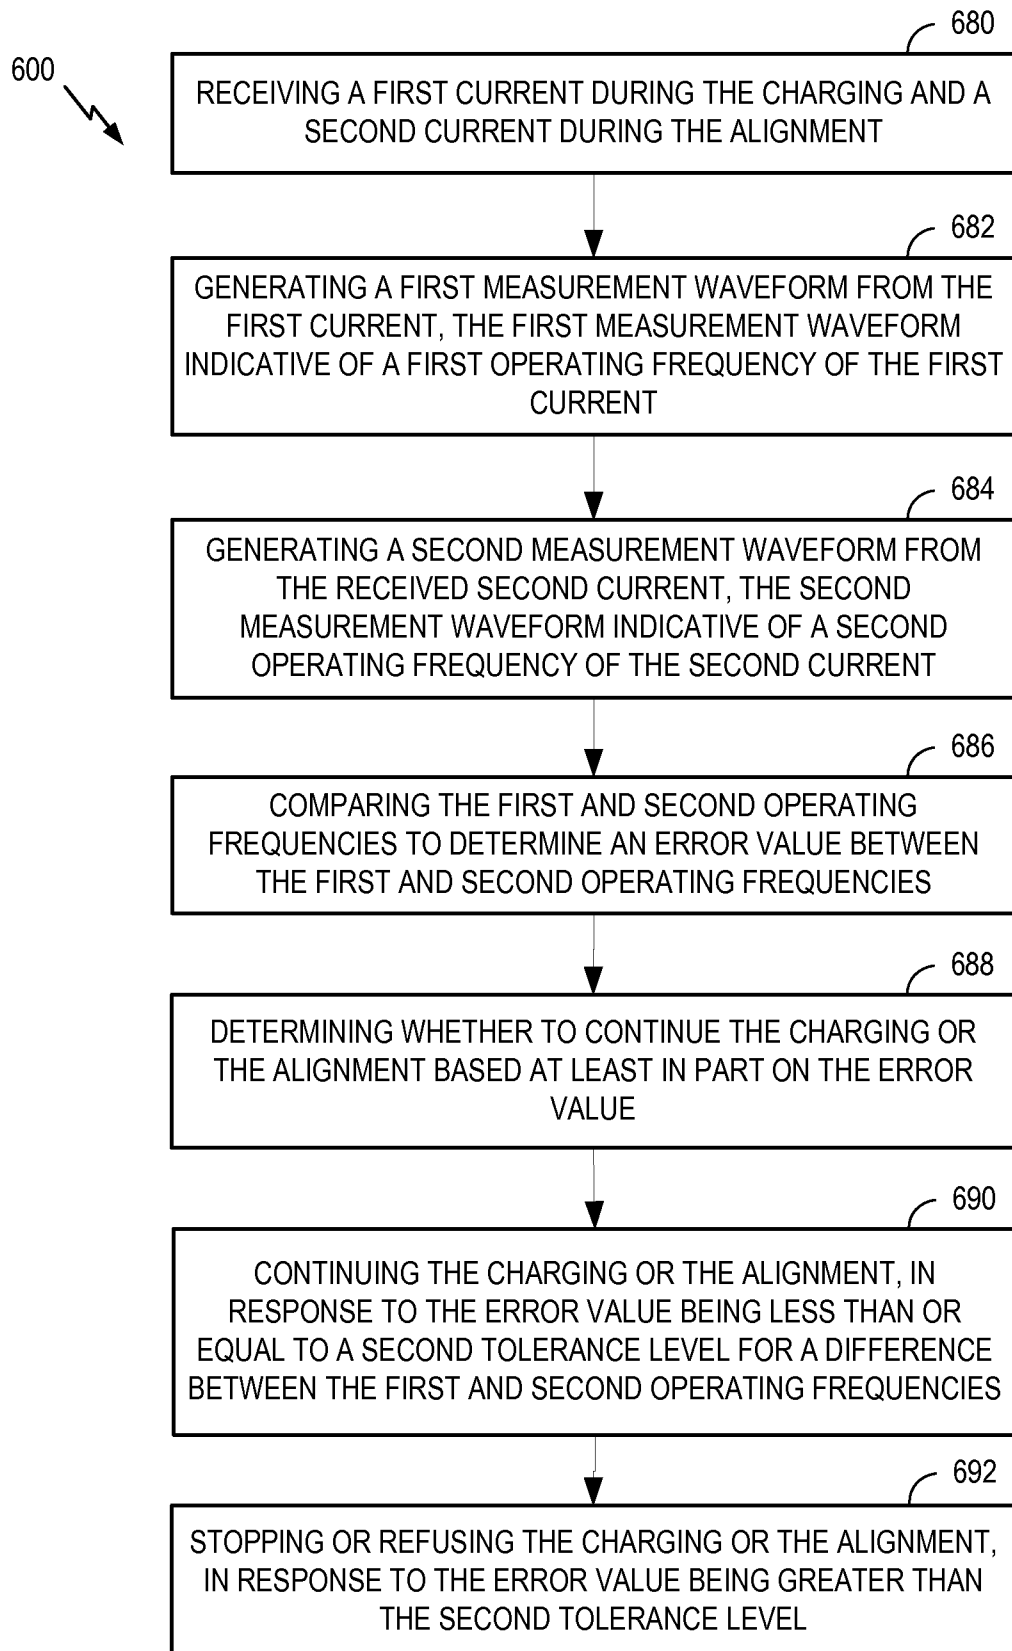 680
600
RECEIVING A FIRST CURRENT DURING THE CHARGING AND A
SECOND CURRENT DURING THE ALIGNMENT
682
GENERATING A FIRST MEASUREMENT WAVEFORM FROM THE
FIRST CURRENT, THE FIRST MEASUREMENT WAVEFORM
INDICATIVE OF A FIRST OPERATING FREQUENCY OF THE FIRST
CURRENT
684
GENERATING A SECOND MEASUREMENT WAVEFORM FROM
THE RECEIVED SECOND CURRENT, THE SECOND
MEASUREMENT WAVEFORM INDICATIVE OF A SECOND
OPERATING FREQUENCY OF THE SECOND CURRENT
686
COMPARING THE FIRST AND SECOND OPERATING
FREQUENCIES TO DETERMINE AN ERROR VALUE BETWEEN
THE FIRST AND SECOND OPERATING FREQUENCIES
688
DETERMINING WHETHER TO CONTINUE THE CHARGING OR
THE ALIGNMENT BASED AT LEAST IN PART ON THE ERROR
VALUE
690
CONTINUING THE CHARGING OR THE ALIGNMENT, IN
RESPONSE TO THE ERROR VALUE BEING LESS THAN OR
EQUAL TO A SECOND TOLERANCE LEVEL FOR A DIFFERENCE
BETWEEN THE FIRST AND SECOND OPERATING FREQUENCIES
692
STOPPING OR REFUSING THE CHARGING OR THE ALIGNMENT,
IN RESPONSE TO THE ERROR VALUE BEING GREATER THAN
THE SECOND TOLERANCE LEVEL